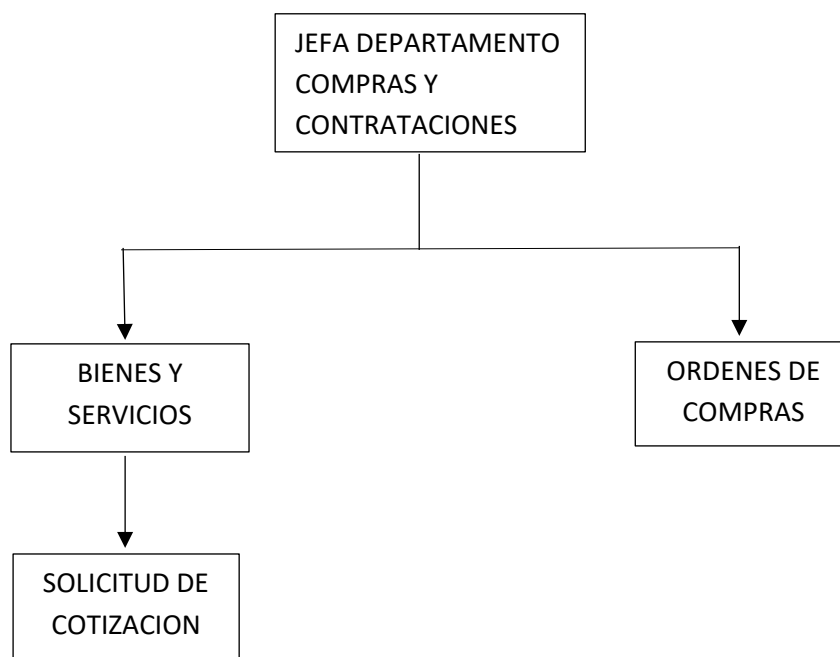 JEFA DEPARTAMENTO
COMPRAS Y
CONTRATACIONES
BIENES Y
SERVICIOS
ORDENES DE
COMPRAS
SOLICITUD DE
COTIZACION